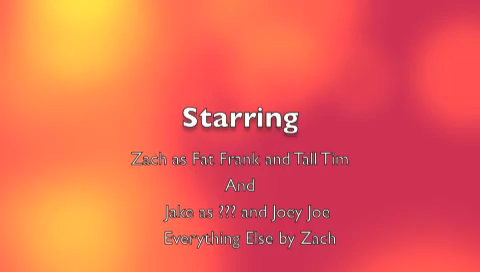 Starring
Zach as Fat Frank and Tall Tim
And
Jake as ??? and Joey Joe
Everything Else by Zach